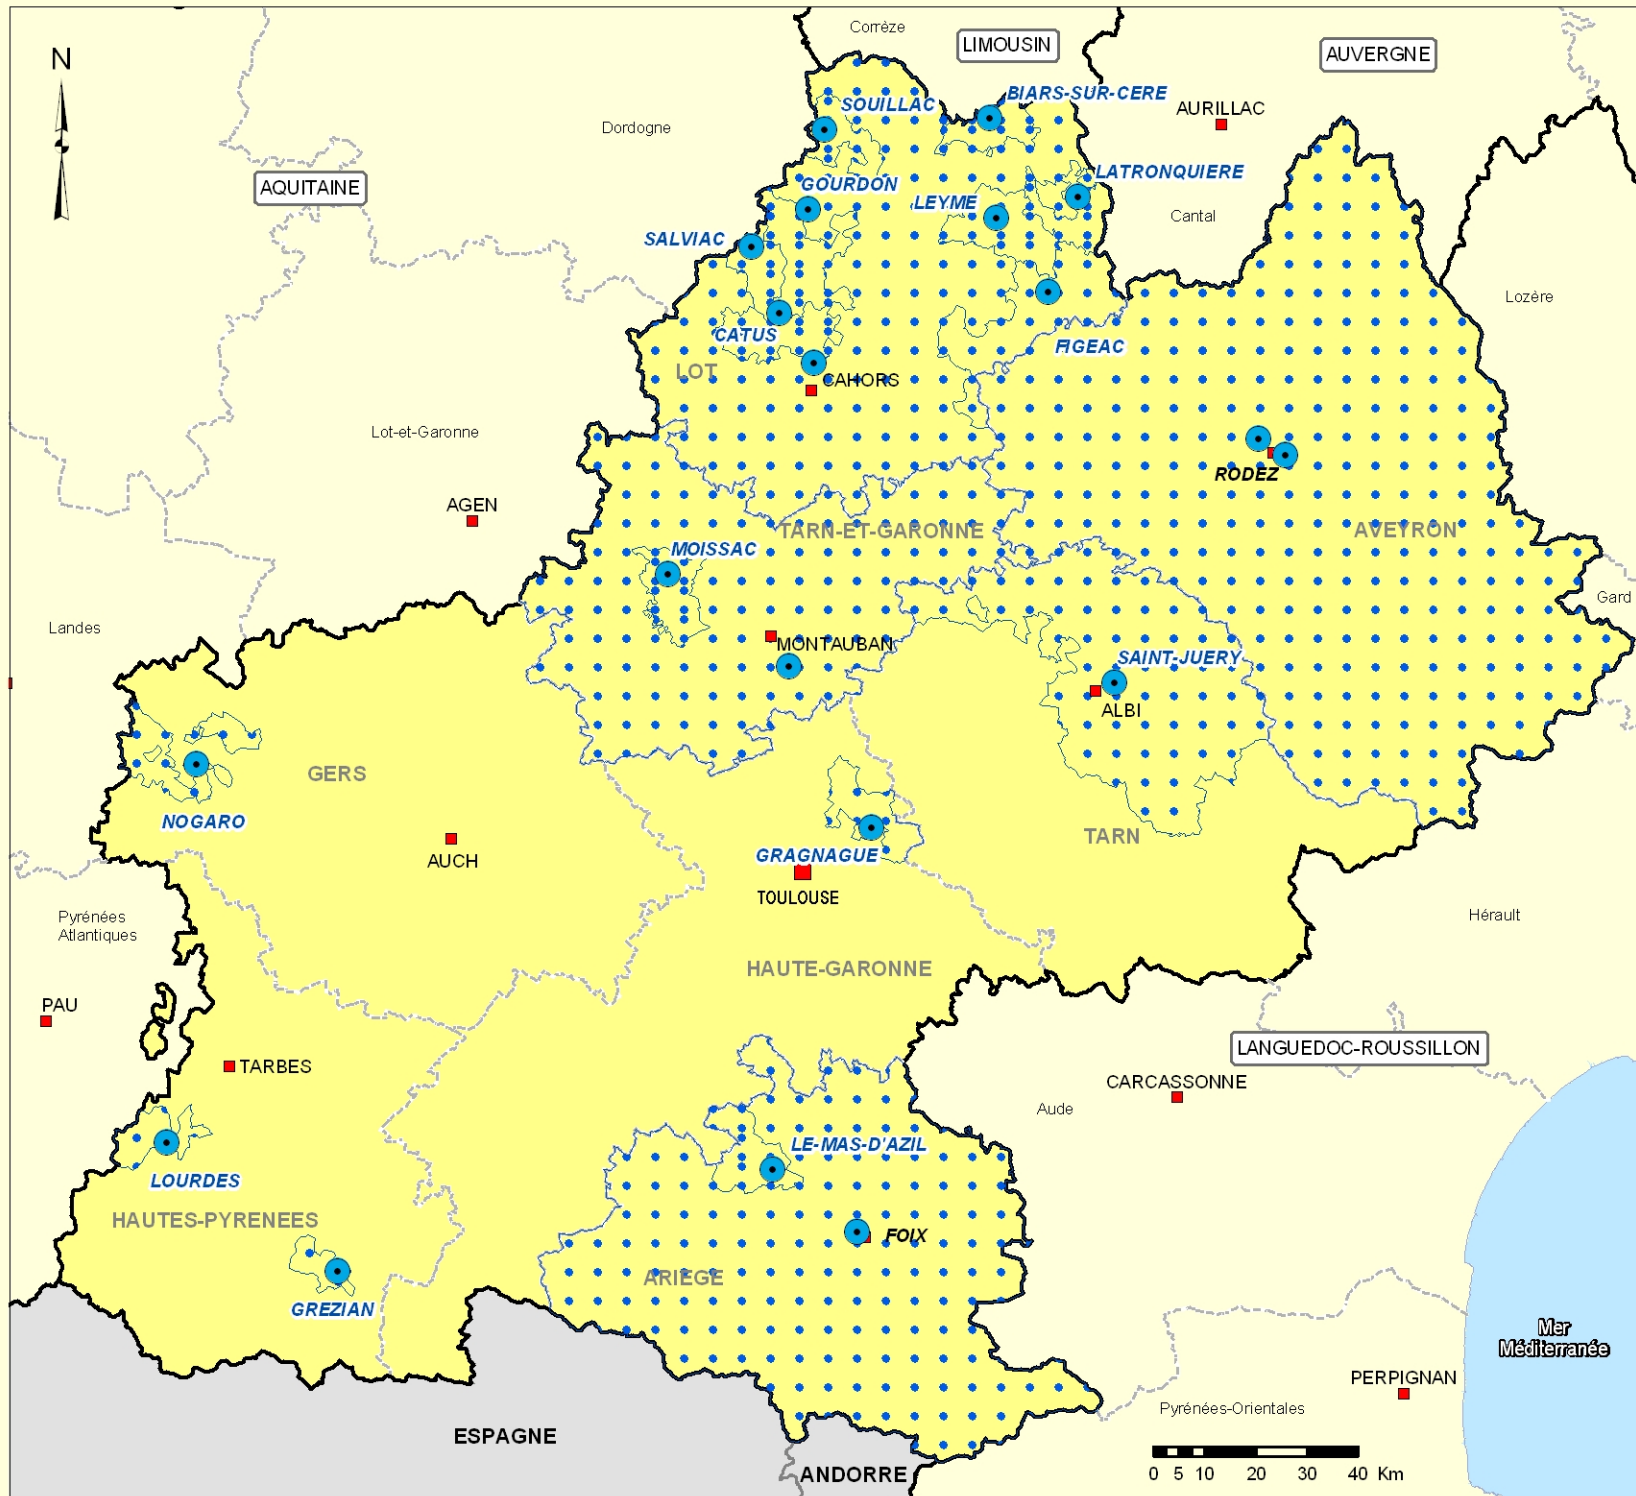 Corrèze
LIMOUSIN
AUVERGNE
N
SOUILLAC
BIARS-SUR-CERE
AURILLAC
Dordogne
AQUITAINE
GOURDON
LATRONQUIERE
LEYME
Cantal
SALVIAC
Lozère
CATUS
FIGEAC
LOT
CAHORS
Lot-et-Garonne
RODEZ
AGEN
TARN-ET-GARONNE
AVEYRON
MOISSAC
Gard
Landes
MONTAUBAN
SAINT-JUERY
ALBI
GERS
NOGARO
TARN
AUCH
GRAGNAGUE
TOULOUSE
Pyrénées
Atlantiques
Hérault
HAUTE-GARONNE
PAU
LANGUEDOC-ROUSSILLON
TARBES
CARCASSONNE
Aude
LE-MAS-D'AZIL
LOURDES
HAUTES-PYRENEES
FOIX
ARIEGE
GREZIAN
Mer
Méditerranée
PERPIGNAN
Pyrénées-Orientales
ESPAGNE
ANDORRE
0 5 10 20 30 40 Km